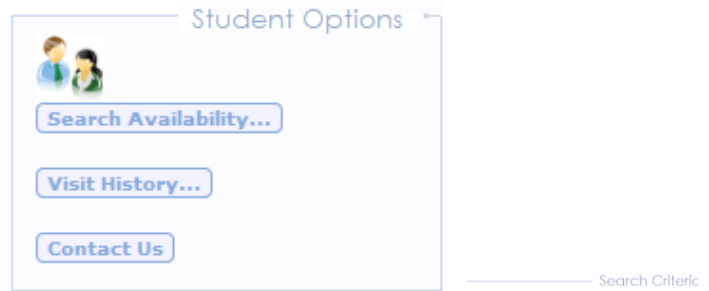 Student Options
Search Availability...
Visit History...
Contact Us
Search Criteric